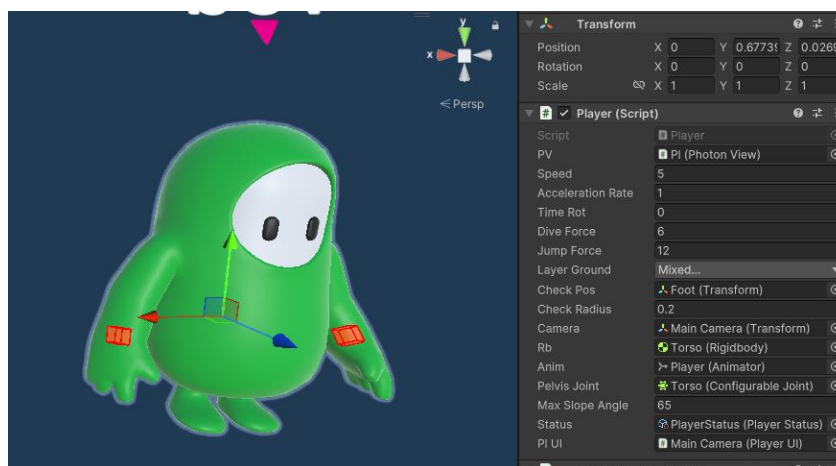 y
x
Persp
Transform
Position X 0 Y 0.6773 Z 0.026
Rotation X 0 Y 0 Z 0
Scale X 1 Y 1 Z 1
# Player (Script)
Script # Player
PV # Pl (Photon View)
Speed 5
Acceleration Rate 1
Time Rot 0
Dive Force 6
Jump Force 12
Layer Ground Mixed...
Check Pos Foot (Transform)
Check Radius 0.2
Camera Main Camera (Transform)
Rb Torso (Rigidbody)
Anim Player (Animator)
Pelvis Joint Torso (Configurable Joint)
Max Slope Angle 65
Status PlayerStatus (Player Status)
Pl UI # Main Camera (Player UI)